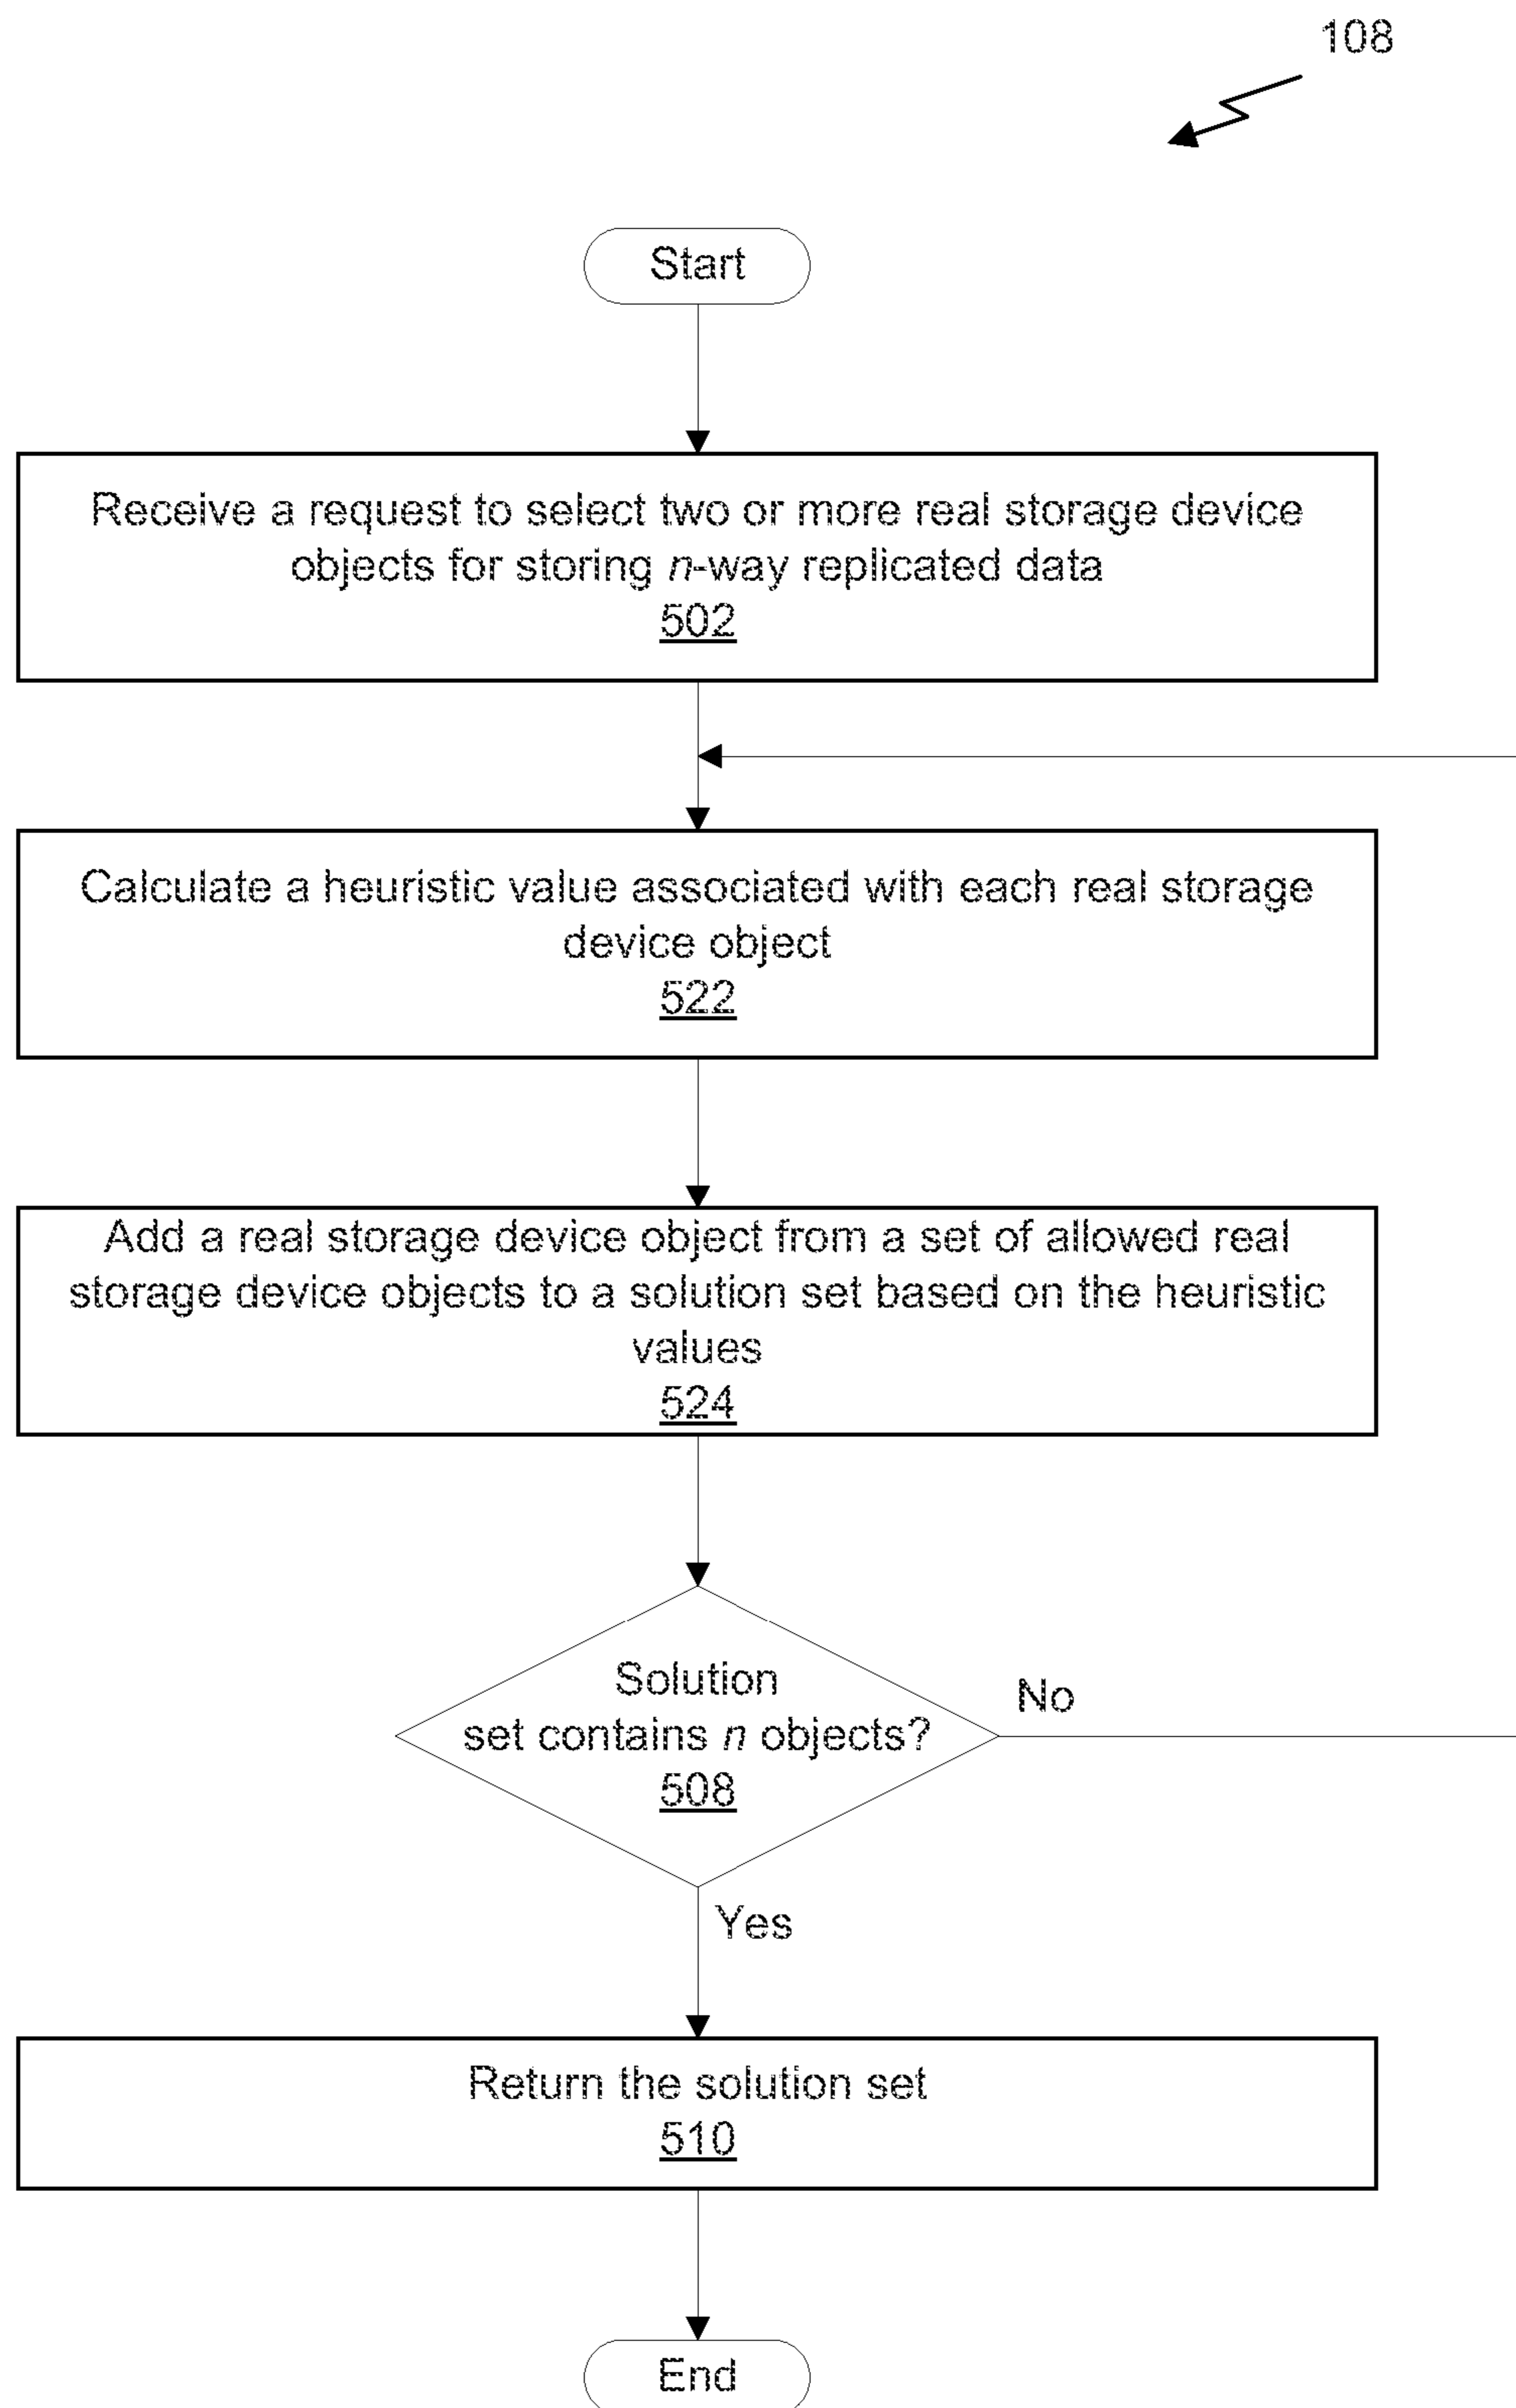 108
Start
Receive a request to select two or more real storage device
objects for storing n-way replicated data
502
Calculate a heuristic value associated with each real storage
device object
522
Add a real storage device object from a set of allowed real
storage device objects to a solution set based on the heuristic
values
524
Solution
set contains n objects?
508
No
Yes
Return the solution set
510
End